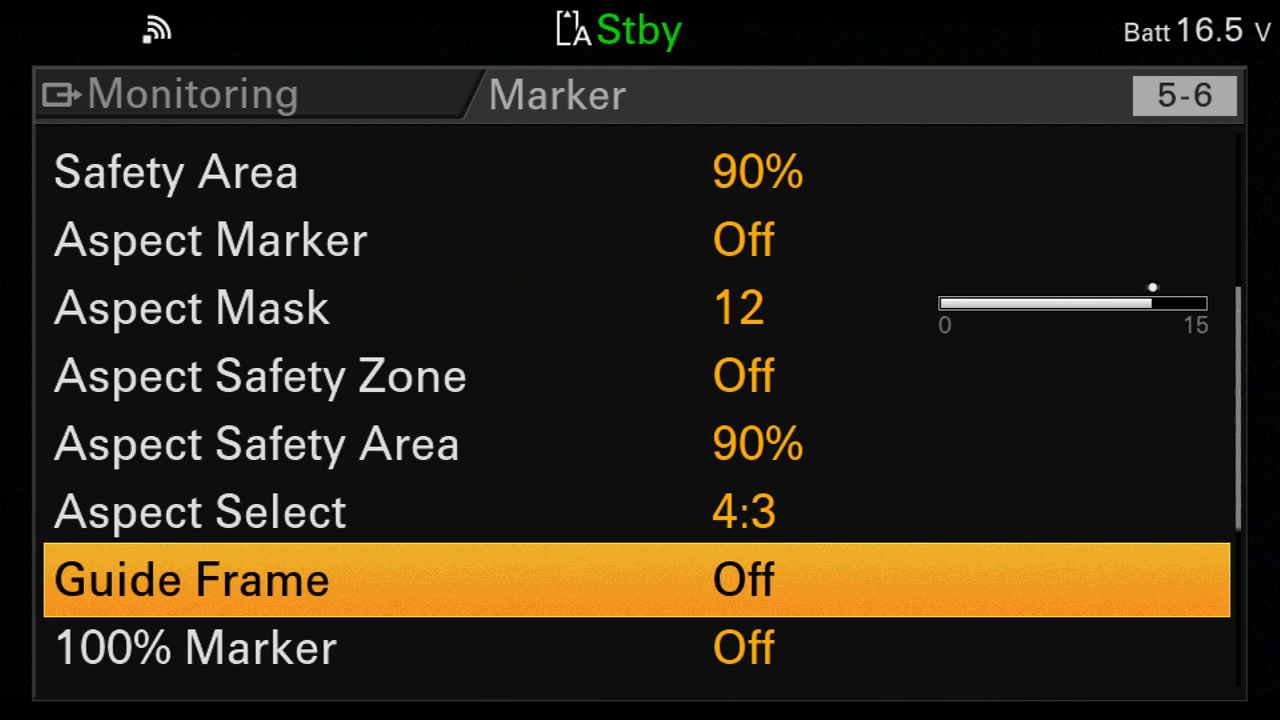 A Stby Batt 16.5 V
Monitoring Marker 5-6
Safety Area 90%
Aspect Marker Off
Aspect Mask 12
0 15
Aspect Safety Zone Off
Aspect Safety Area 90%
Aspect Select 4:3
Guide Frame Off
100% Marker Off